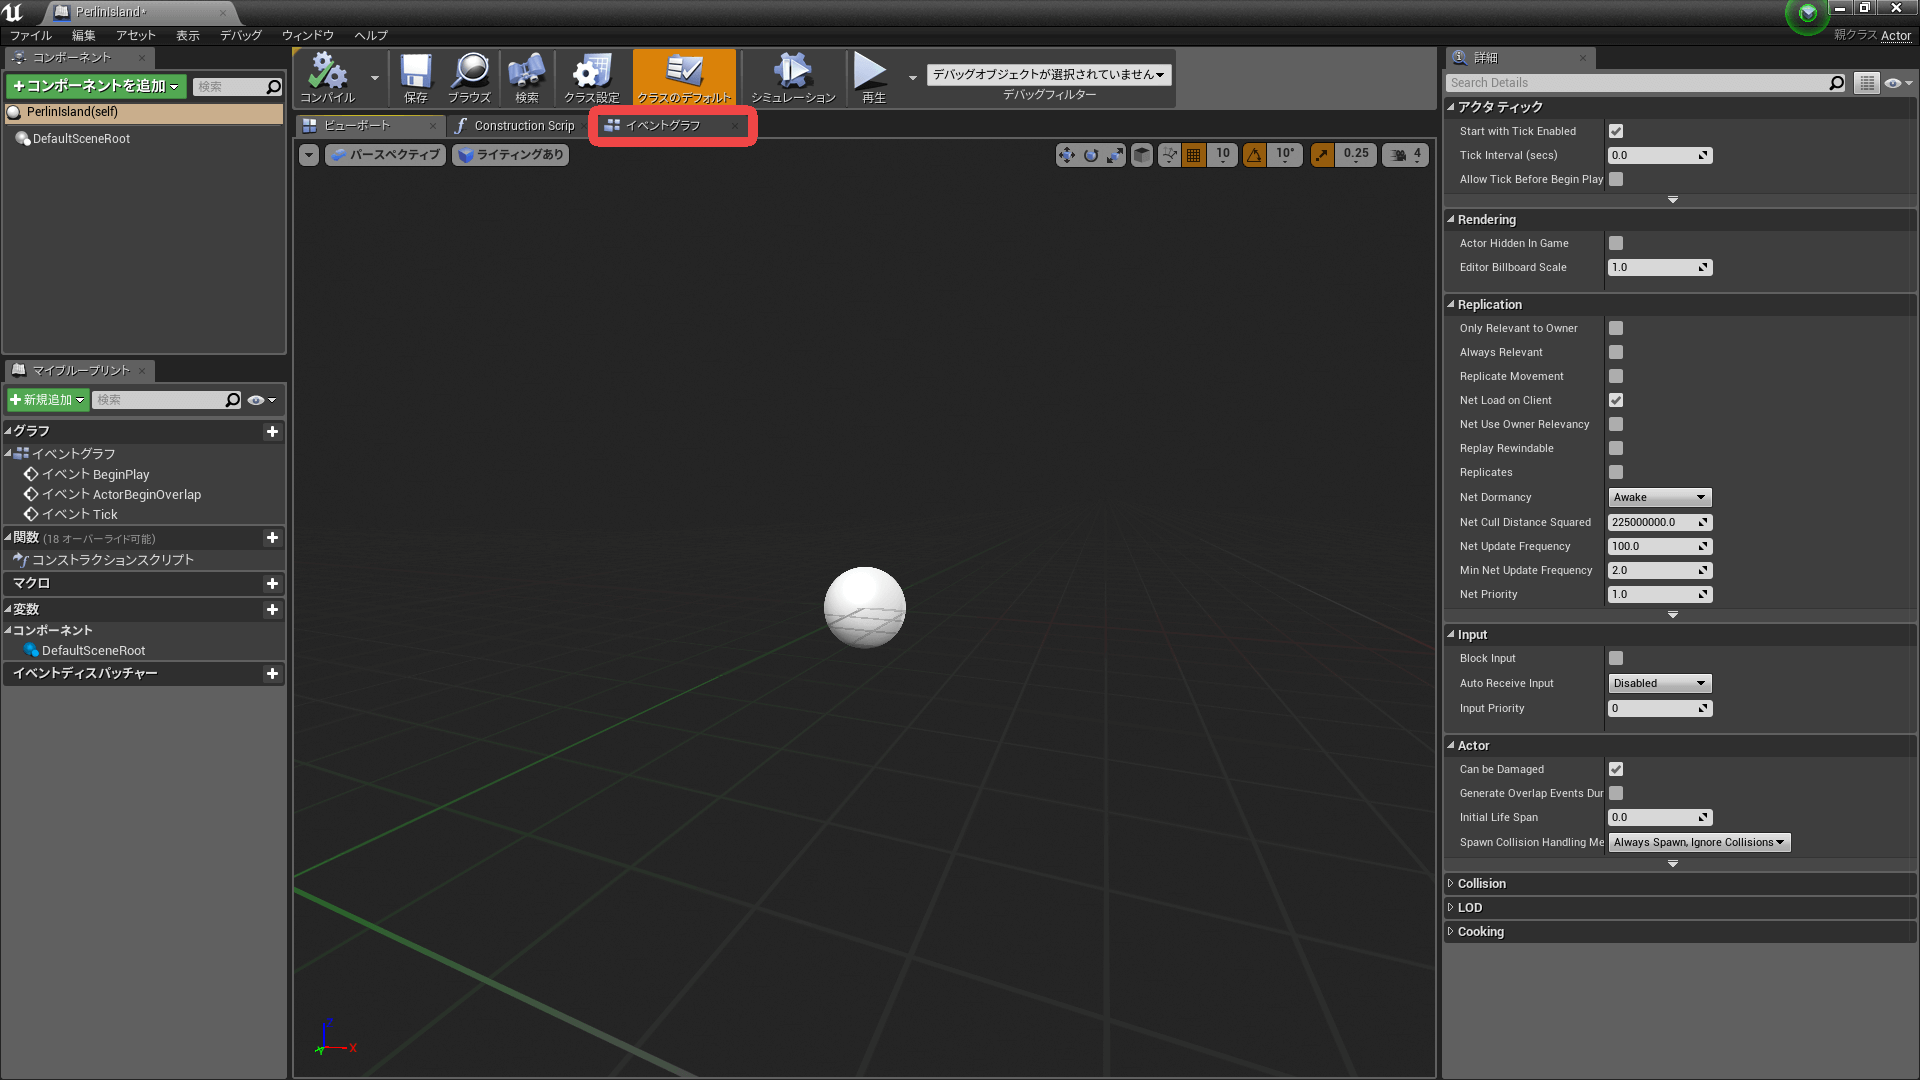 PerlinIsland*
ファイル 編集 アセット 表示 デバッグ ウィンドウ ヘルプ
親クラス Actor
コンポーネント
+コンポーネントを追加
検索
PerlinIsland(self)
DefaultSceneRoot
コンパイル
保存
ブラウズ
検索
クラス設定
クラスのデフォルト
シミュレーション
再生
デバッグオブジェクトが選択されていません
デバッグフィルター
ビューポート
Construction Scrip
イベントグラフ
パースペクティブ
ライティングあり
10
10°
0.25
4
X
Y
Z
マイブループリント
+新規追加
検索
グラフ
イベントグラフ
イベント BeginPlay
イベント ActorBeginOverlap
イベント Tick
関数 (18 オーバーライド可能)
コンストラクションスクリプト
マクロ
変数
コンポーネント
DefaultSceneRoot
イベントディスパッチャー
詳細
Search Details
アクタ ティック
Start with Tick Enabled
Tick Interval (secs) 0.0
Allow Tick Before Begin Play
Rendering
Actor Hidden In Game
Editor Billboard Scale 1.0
Replication
Only Relevant to Owner
Always Relevant
Replicate Movement
Net Load on Client
Net Use Owner Relevancy
Replay Rewindable
Replicates
Net Dormancy Awake
Net Cull Distance Squared 225000000.0
Net Update Frequency 100.0
Min Net Update Frequency 2.0
Net Priority 1.0
Input
Block Input
Auto Receive Input Disabled
Input Priority 0
Actor
Can be Damaged
Generate Overlap Events Dur
Initial Life Span 0.0
Spawn Collision Handling Me Always Spawn, Ignore Collisions
Collision
LOD
Cooking